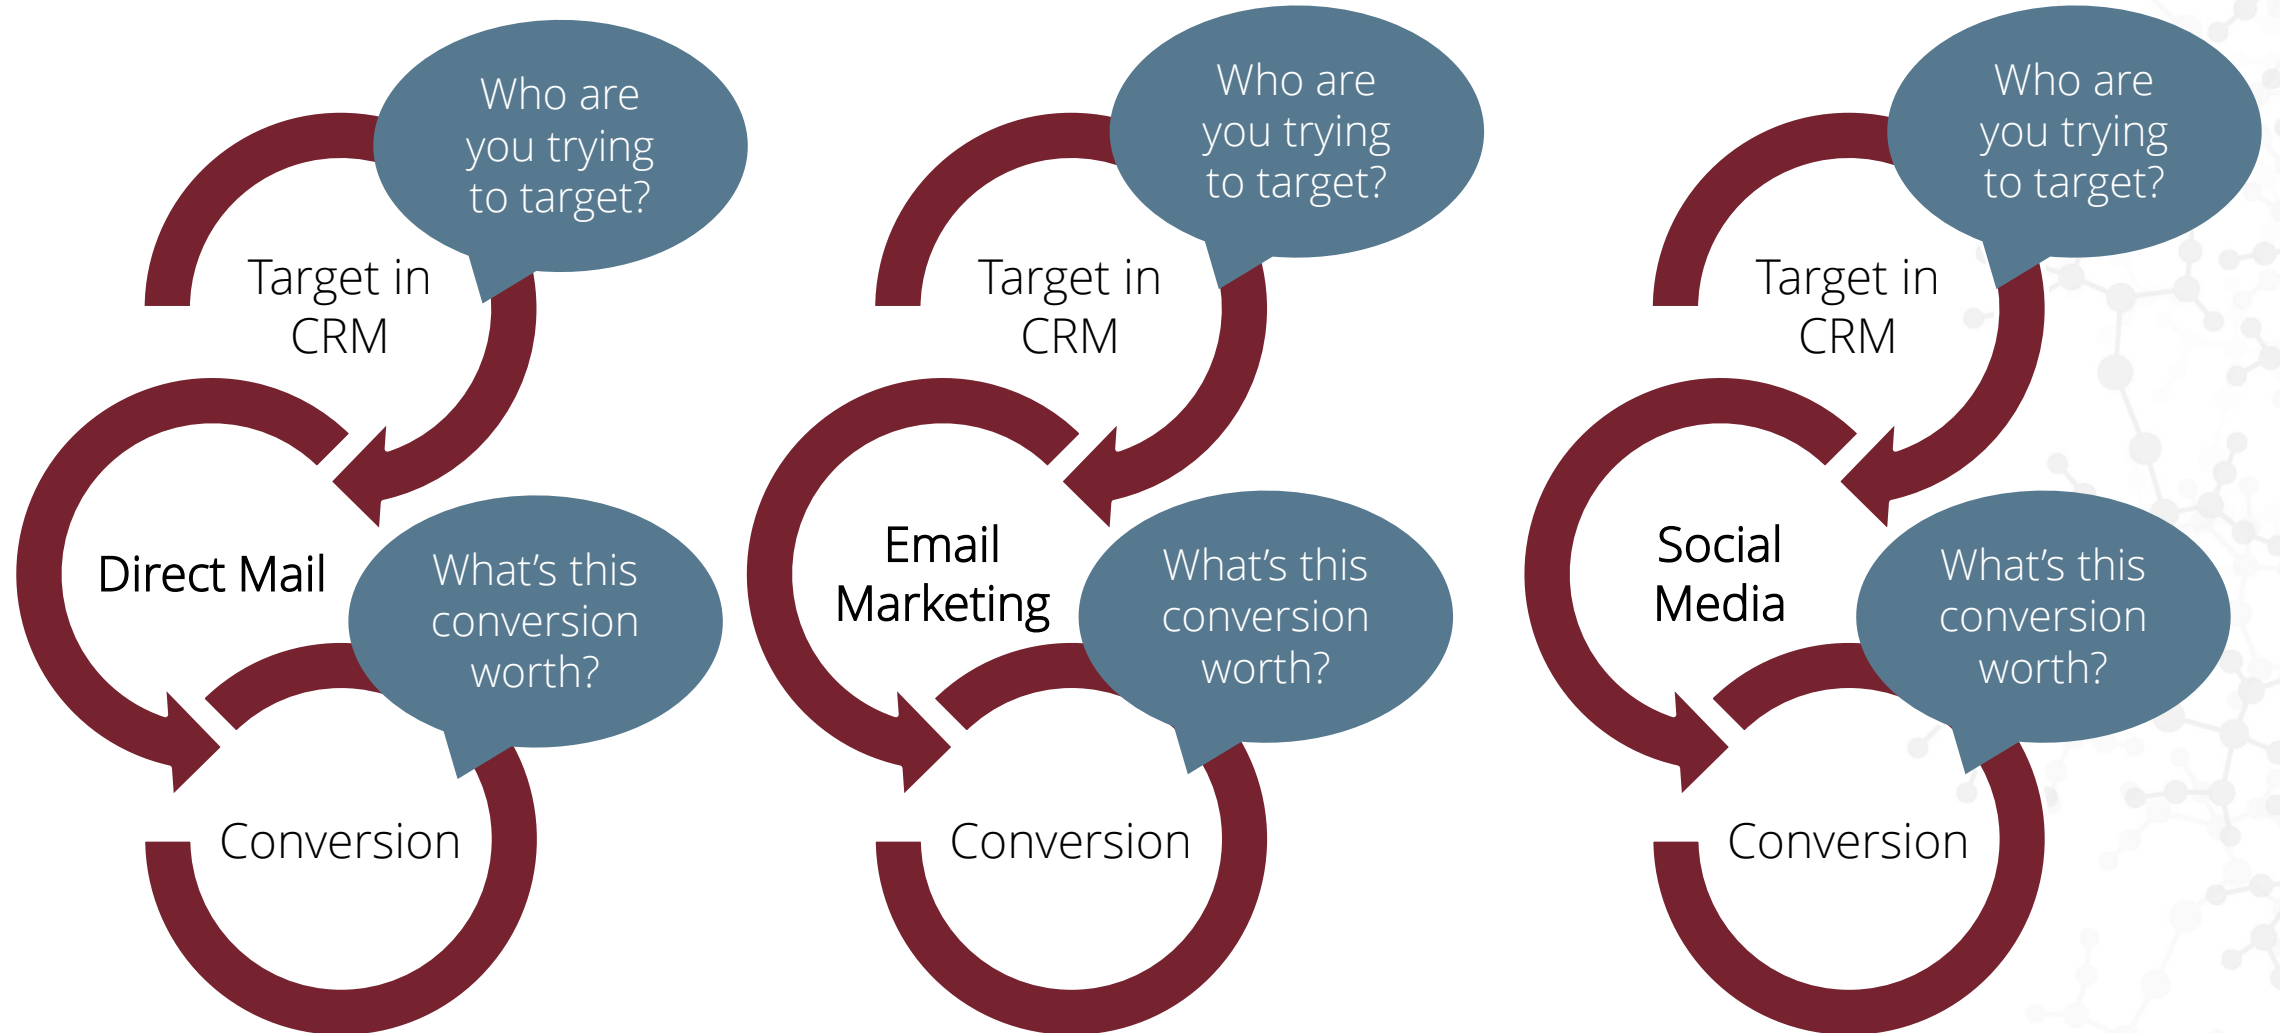 Who are
you trying
to target?
Target in
CRM
Direct Mail
What’s this
conversion
worth?
Conversion
Who are
you trying
to target?
Target in
CRM
Email
Marketing
What’s this
conversion
worth?
Conversion
Who are
you trying
to target?
Target in
CRM
Social
Media
What’s this
conversion
worth?
Conversion